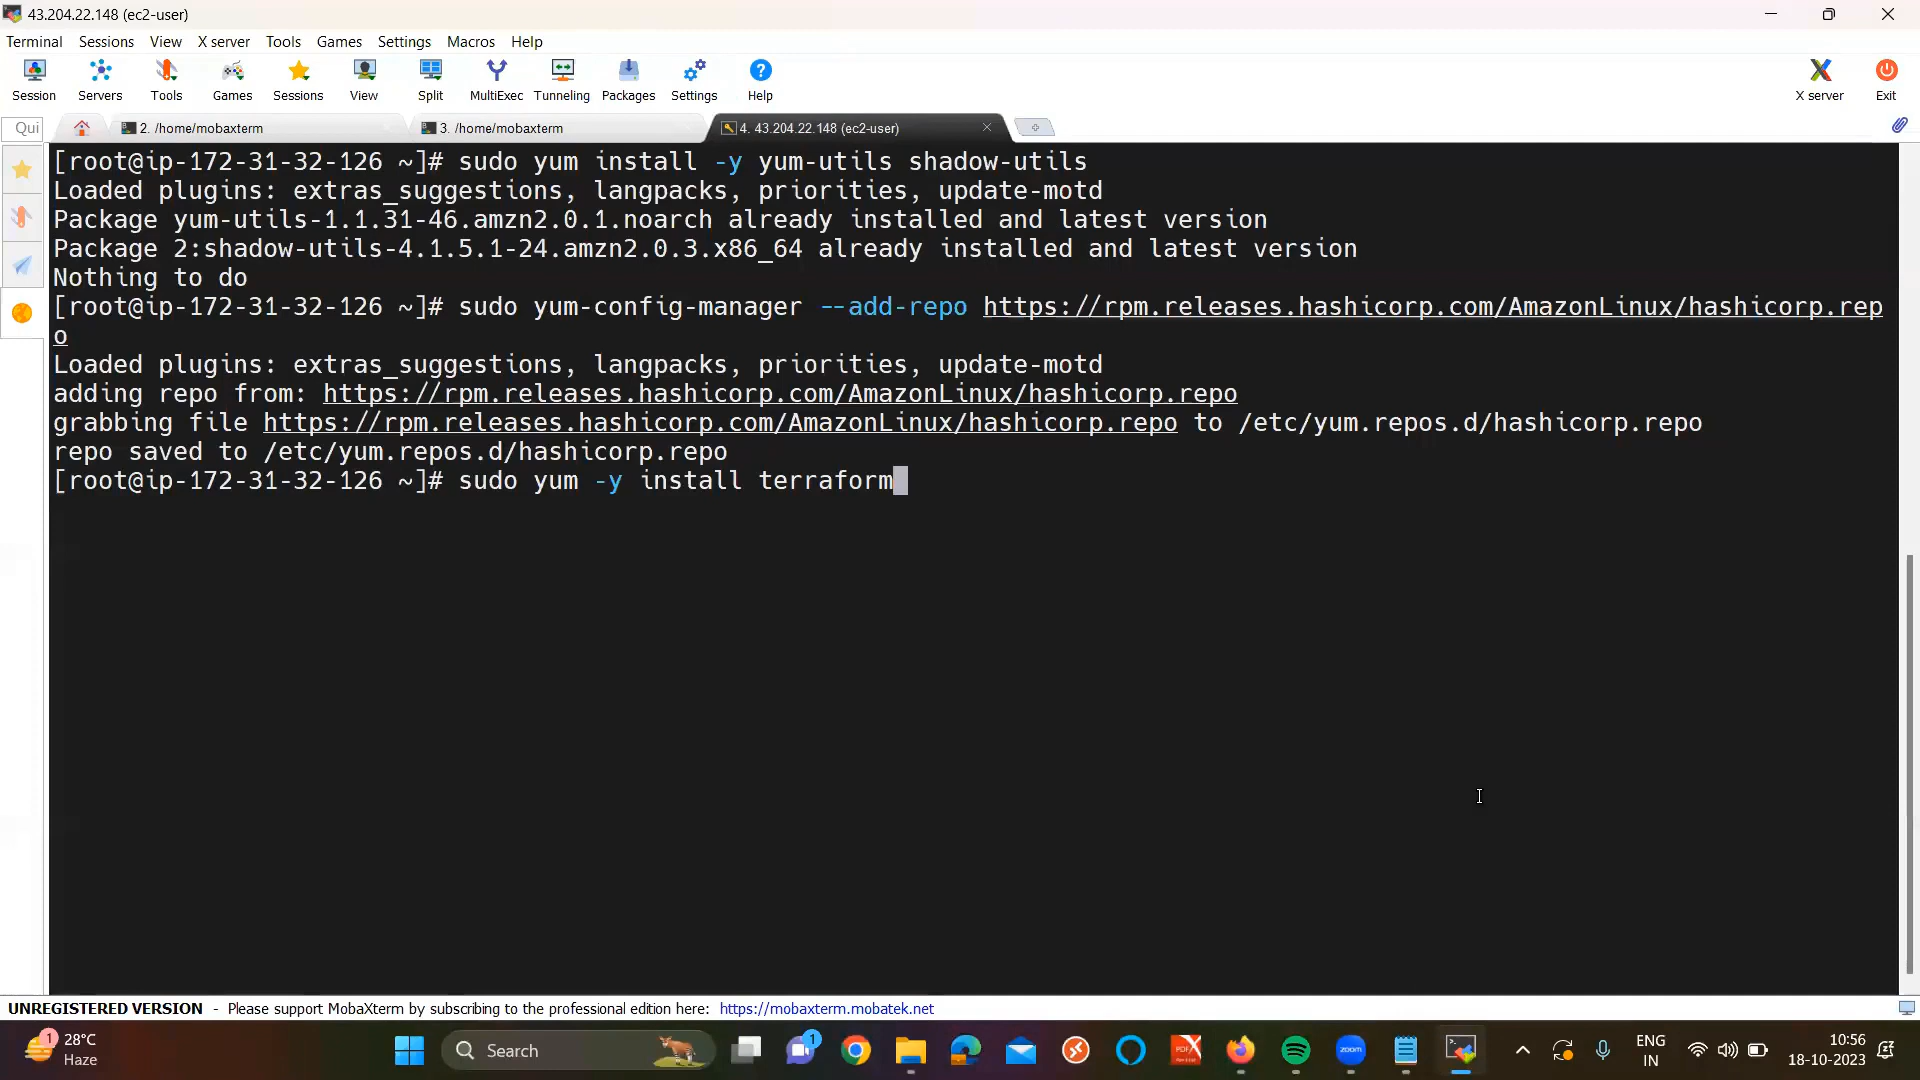 43.204.22.148 (ec2-user)
Terminal Sessions View X server Tools Games Settings Macros Help
Session Servers Tools Games Sessions View Split MultiExec Tunneling Packages Settings Help X server Exit
Qui 2. /home/mobaxterm 3. /home/mobaxterm 4. 43.204.22.148 (ec2-user)
[root@ip-172-31-32-126 ~]# sudo yum install -y yum-utils shadow-utils
Loaded plugins: extras_suggestions, langpacks, priorities, update-motd
Package yum-utils-1.1.31-46.amzn2.0.1.noarch already installed and latest version
Package 2:shadow-utils-4.1.5.1-24.amzn2.0.3.x86_64 already installed and latest version
Nothing to do
[root@ip-172-31-32-126 ~]# sudo yum-config-manager --add-repo https://rpm.releases.hashicorp.com/AmazonLinux/hashicorp.rep
o
Loaded plugins: extras_suggestions, langpacks, priorities, update-motd
adding repo from: https://rpm.releases.hashicorp.com/AmazonLinux/hashicorp.repo
grabbing file https://rpm.releases.hashicorp.com/AmazonLinux/hashicorp.repo to /etc/yum.repos.d/hashicorp.repo
repo saved to /etc/yum.repos.d/hashicorp.repo
[root@ip-172-31-32-126 ~]# sudo yum -y install terraform
UNREGISTERED VERSION - Please support MobaXterm by subscribing to the professional edition here: https://mobaxterm.mobatek.net
1 28°C
Haze
Search
1
zoom
ENG
IN
10:56
18-10-2023